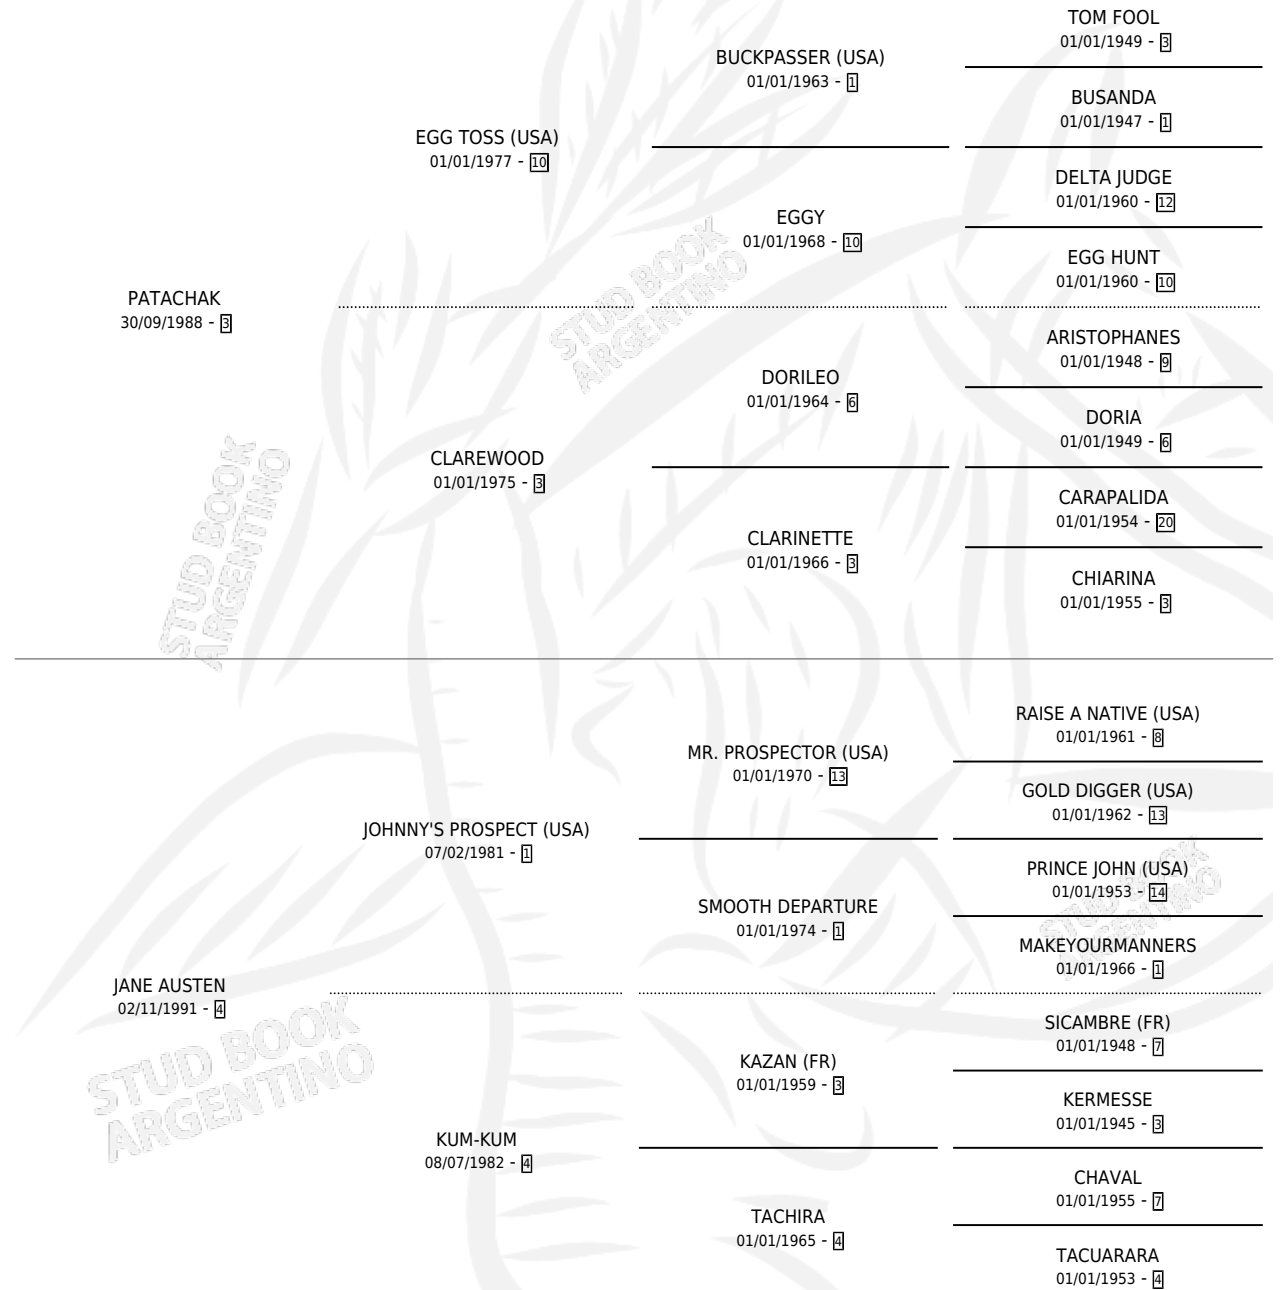 TOM FOOL
01/01/1949 - 3
BUCKPASSER (USA)
01/01/1963 - 1
BUSANDA
01/01/1947 - 1
EGG TOSS (USA)
01/01/1977 - 10
DELTA JUDGE
01/01/1960 - 12
EGGY
01/01/1968 - 10
EGG HUNT
01/01/1960 - 10
PATACHAK
30/09/1988 - 3
ARISTOPHANES
01/01/1948 - 9
DORILEO
01/01/1964 - 6
DORIA
01/01/1949 - 6
CLAREWOOD
01/01/1975 - 3
CARAPALIDA
01/01/1954 - 20
CLARINETTE
01/01/1966 - 3
CHIARINA
01/01/1955 - 3
RAISE A NATIVE (USA)
01/01/1961 - 8
MR. PROSPECTOR (USA)
01/01/1970 - 13
GOLD DIGGER (USA)
01/01/1962 - 13
JOHNNY'S PROSPECT (USA)
07/02/1981 - 1
PRINCE JOHN (USA)
01/01/1953 - 14
SMOOTH DEPARTURE
01/01/1974 - 1
MAKEYOURMANNERS
01/01/1966 - 1
JANE AUSTEN
02/11/1991 - 4
SICAMBRE (FR)
01/01/1948 - 7
KAZAN (FR)
01/01/1959 - 3
KERMESSE
01/01/1945 - 3
KUM-KUM
08/07/1982 - 4
CHAVAL
01/01/1955 - 7
TACHIRA
01/01/1965 - 4
TACUARARA
01/01/1953 - 4
STUD BOOK
ARGENTINO
STUD BOOK
ARGENTINO
STUD BOOK
ARGENTINO
STUD BOOK
ARGENTINO